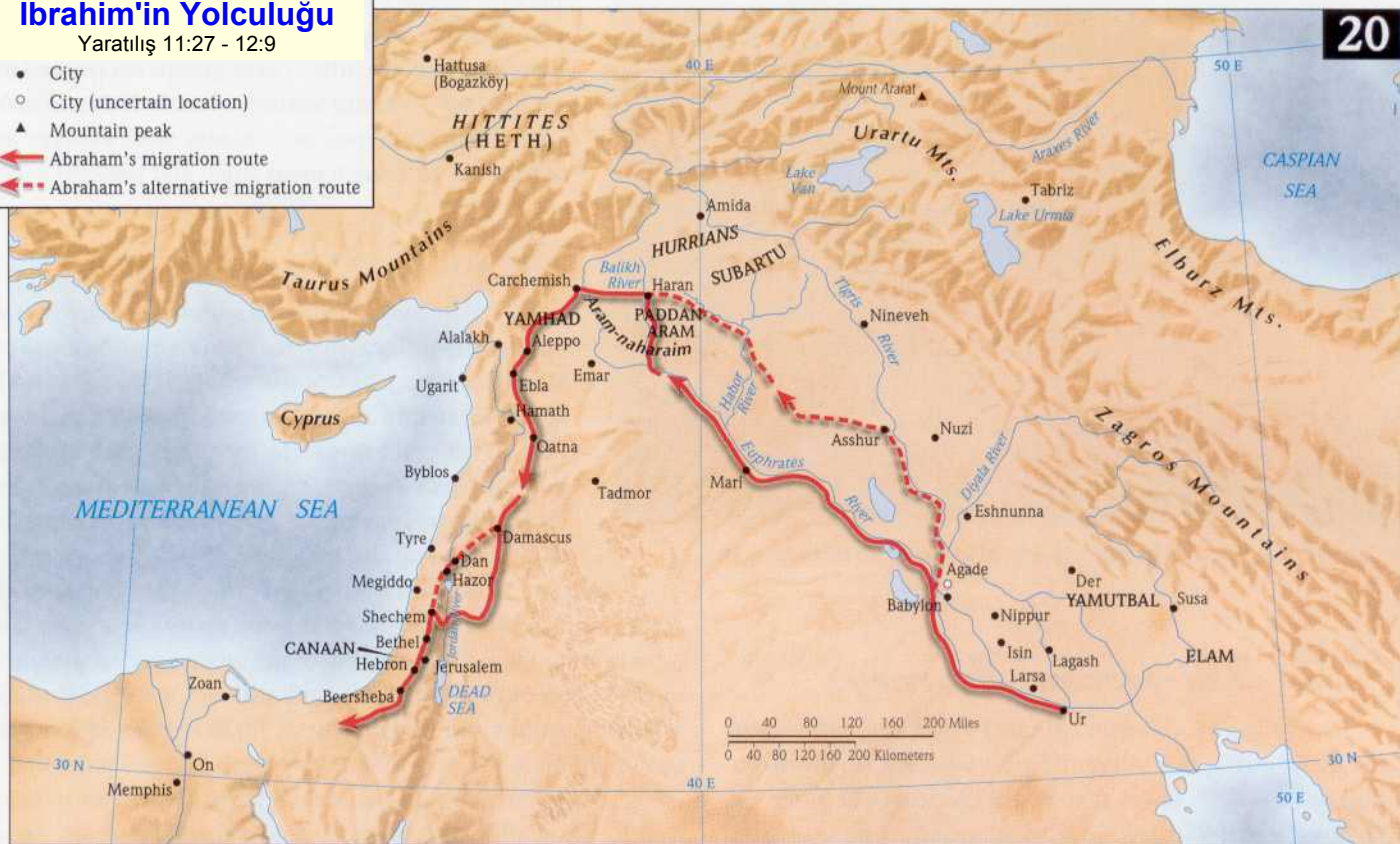 İbrahim'in Yolculuğu
Yaratılış 11:27 - 12:9
City
City (uncertain location)
Mountain peak
Abraham's migration route
Abraham's alternative migration route
20
40 E
50 E
Hattusa
(Bogazköy)
HITTITES
(HETH)
Kanish
Mount Ararat
Urartu Mts.
Araxes River
CASPIAN
SEA
Lake
Van
Tabriz
Lake Urmia
Elburz Mts.
Amida
HURRIANS
SUBARTU
Taurus Mountains
Carchemish
Balikh
River
Haran
PADDAN
ARAM
Aram-naharaim
YAMHAD
Tigris
River
Nineveh
Alalakh
Aleppo
Emar
Ugarit
Ebla
Habor
River
Cyprus
Hamath
Qatna
Asshur
Nuzi
Zagros Mountains
Byblos
Tadmor
Mari
Euphrates
River
Diyala River
MEDITERRANEAN SEA
Eshnunna
Tyre
Damascus
Dan
Hazor
Megiddo
Agade
Babylon
Der
YAMUTBAL
Susa
Shechem
Jordan River
Nippur
CANAAN
Bethel
Isin
Lagash
ELAM
Hebron
Jerusalem
Larsa
Zoan
Beersheba
DEAD
SEA
Ur
0 40 80 120 160 200 Miles
0 40 80 120 160 200 Kilometers
30 N
On
Memphis
40 E
30 N
50 E